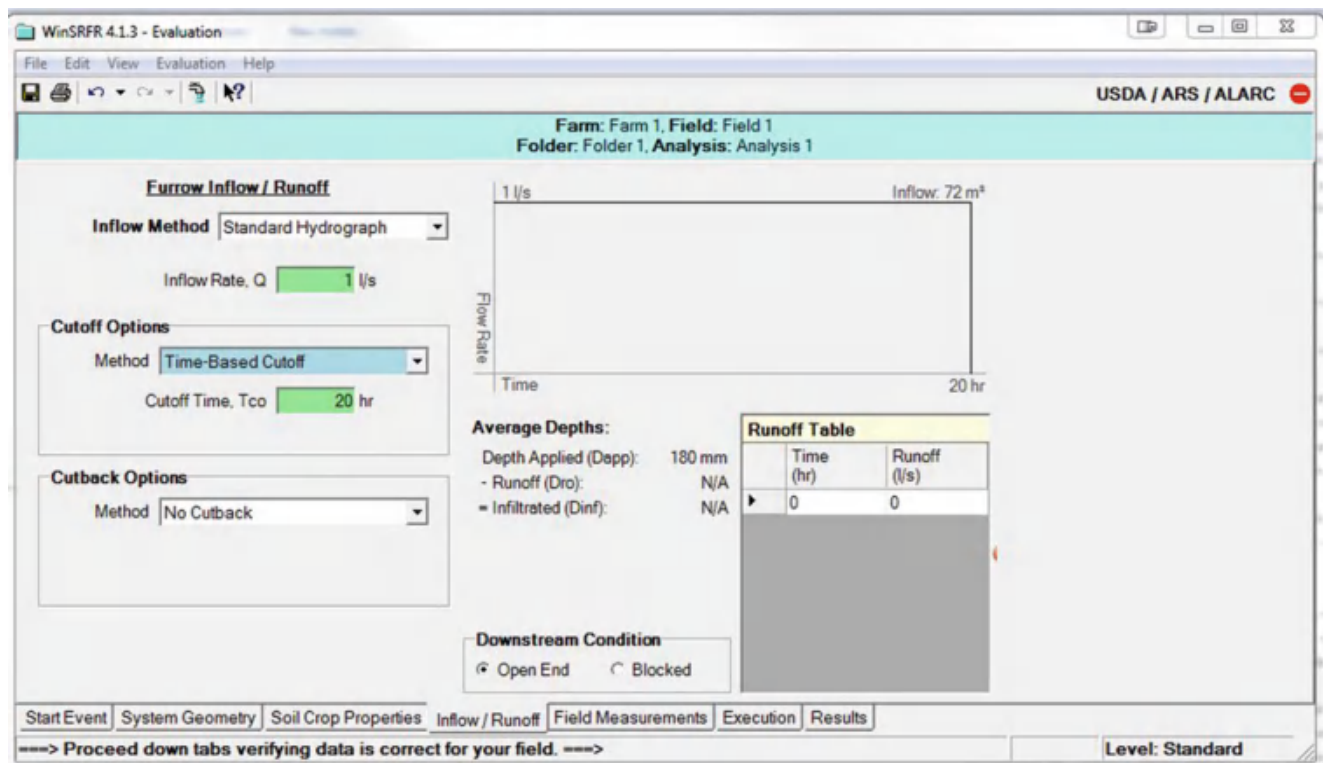 WinSRFR 4.1.3 - Evaluation
File Edit View Evaluation Help
USDA / ARS / ALARC
Farm: Farm 1, Field: Field 1
Folder: Folder 1, Analysis: Analysis 1
Furrow Inflow / Runoff
Inflow Method Standard Hydrograph
Inflow Rate, Q 1 l/s
Cutoff Options
Method Time-Based Cutoff
Cutoff Time, Tco 20 hr
Cutback Options
Method No Cutback
1 l/s Inflow: 72 m³
Flow Rate
Time 20 hr
Average Depths:
Depth Applied (Dapp): 180 mm
- Runoff (Dro): N/A
= Infiltrated (Dinf): N/A
Runoff Table
Time (hr) Runoff (l/s)
0 0
Downstream Condition
Open End Blocked
Start Event System Geometry Soil Crop Properties Inflow / Runoff Field Measurements Execution Results
===> Proceed down tabs verifying data is correct for your field. ===>
Level: Standard